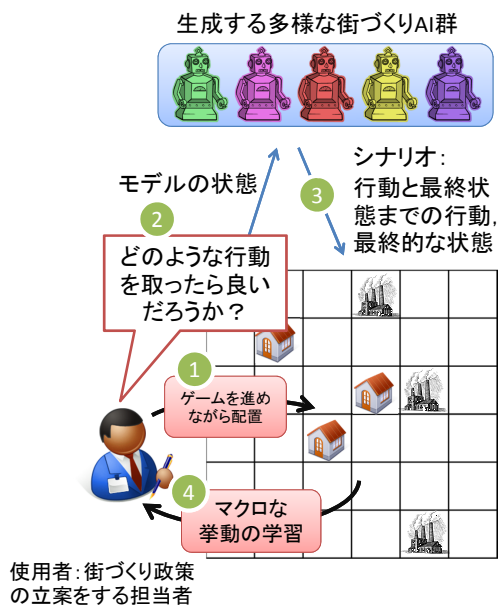 生成する多様な街づくりAI群
モデルの状態
2
どのような行動
を取ったら良い
だろうか？
3
シナリオ：
行動と最終状
態までの行動，
最終的な状態
1
ゲームを進め
ながら配置
4
マクロな
挙動の学習
使用者：街づくり政策
の立案をする担当者